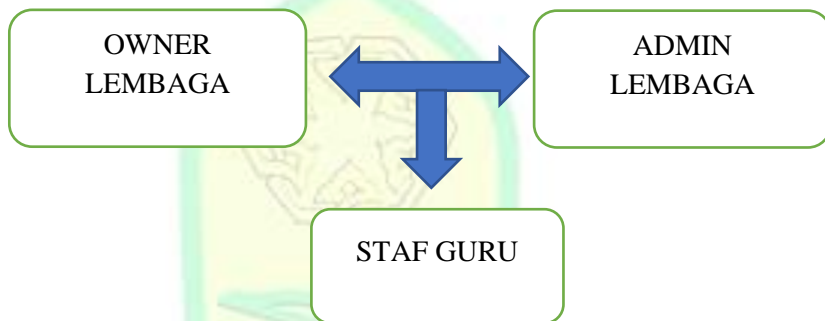 OWNER
LEMBAGA
ADMIN
LEMBAGA
STAF GURU